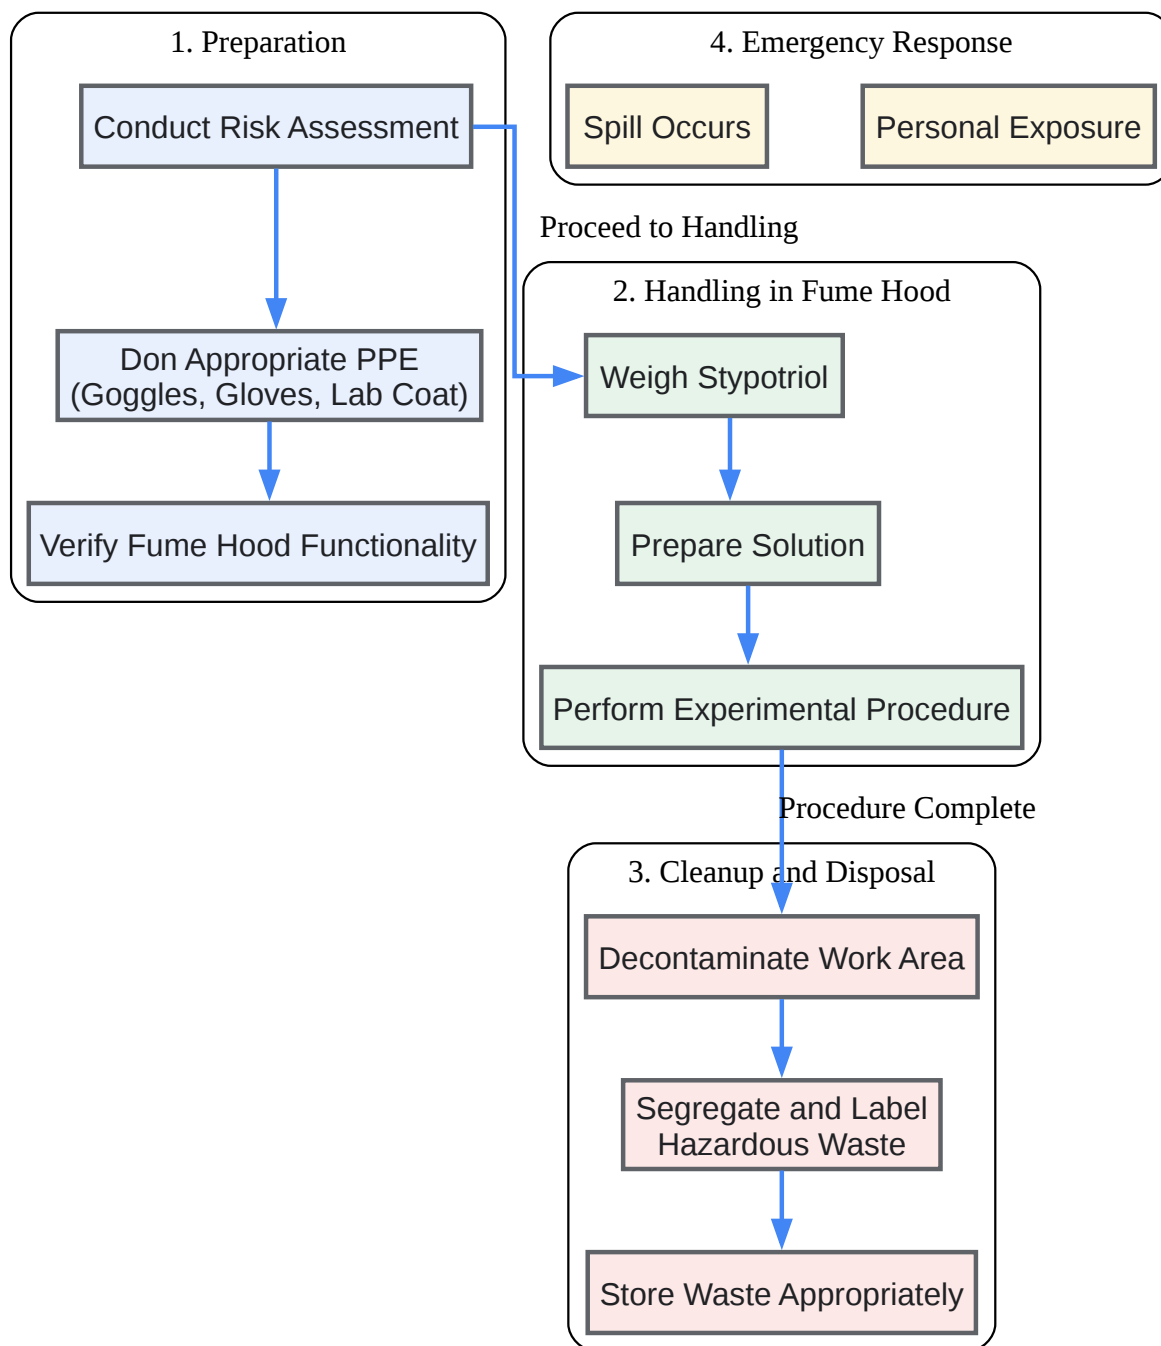 1. Preparation
Conduct Risk Assessment
Don Appropriate PPE
(Goggles, Gloves, Lab Coat)
Verify Fume Hood Functionality
4. Emergency Response
Spill Occurs
Personal Exposure
Proceed to Handling
2. Handling in Fume Hood
Weigh Stypotriol
Prepare Solution
Perform Experimental Procedure
Procedure Complete
3. Cleanup and Disposal
Decontaminate Work Area
Segregate and Label
Hazardous Waste
Store Waste Appropriately